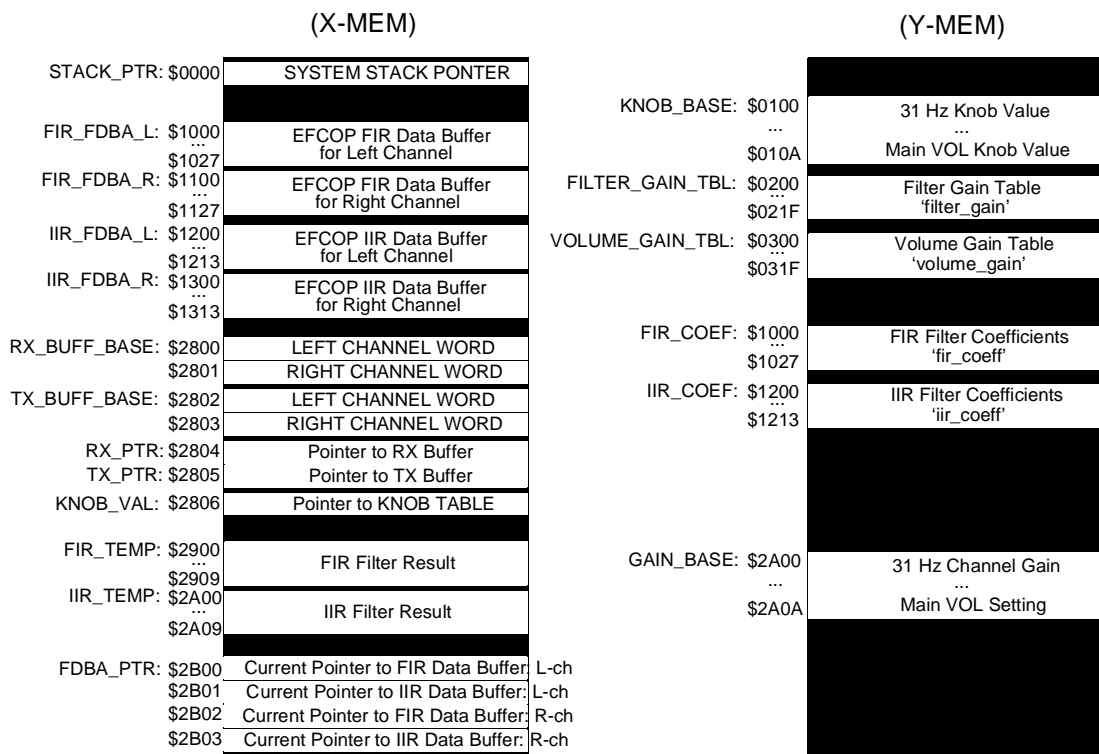 (X-MEM)
STACK_PTR: $0000 SYSTEM STACK PONTER
FIR_FDBA_L: $1000
...
$1027
EFCOP FIR Data Buffer
for Left Channel
FIR_FDBA_R: $1100
...
$1127
EFCOP FIR Data Buffer
for Right Channel
IIR_FDBA_L: $1200
...
$1213
EFCOP IIR Data Buffer
for Left Channel
IIR_FDBA_R: $1300
...
$1313
EFCOP IIR Data Buffer
for Right Channel
RX_BUFF_BASE: $2800 LEFT CHANNEL WORD
$2801 RIGHT CHANNEL WORD
TX_BUFF_BASE: $2802 LEFT CHANNEL WORD
$2803 RIGHT CHANNEL WORD
RX_PTR: $2804 Pointer to RX Buffer
TX_PTR: $2805 Pointer to TX Buffer
KNOB_VAL: $2806 Pointer to KNOB TABLE
FIR_TEMP: $2900
...
$2909
FIR Filter Result
IIR_TEMP: $2A00
...
$2A09
IIR Filter Result
FDBA_PTR: $2B00 Current Pointer to FIR Data Buffer: L-ch
$2B01 Current Pointer to IIR Data Buffer: L-ch
$2B02 Current Pointer to FIR Data Buffer: R-ch
$2B03 Current Pointer to IIR Data Buffer: R-ch
(Y-MEM)
KNOB_BASE: $0100 31 Hz Knob Value
... ...
$010A Main VOL Knob Value
FILTER_GAIN_TBL: $0200
...
$021F
Filter Gain Table
‘filter_gain’
VOLUME_GAIN_TBL: $0300
...
$031F
Volume Gain Table
‘volume_gain’
FIR_COEF: $1000
...
$1027
FIR Filter Coefficients
‘fir_coeff’
IIR_COEF: $1200
...
$1213
IIR Filter Coefficients
‘iir_coeff’
GAIN_BASE: $2A00 31 Hz Channel Gain
... ...
$2A0A Main VOL Setting